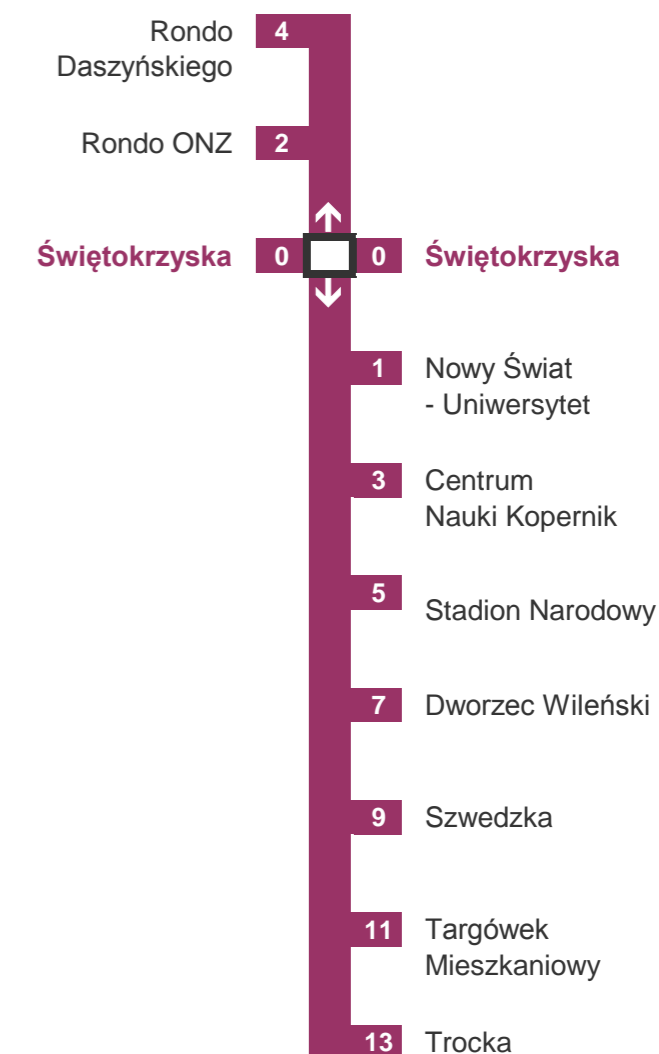 Rondo 4
Daszyńskiego
Rondo ONZ 2
Świętokrzyska 0 0 Świętokrzyska
1 Nowy Świat
- Uniwersytet
3 Centrum
Nauki Kopernik
5 Stadion Narodowy
7 Dworzec Wileński
9 Szwedzka
11 Targówek
Mieszkaniowy
13 Trocka